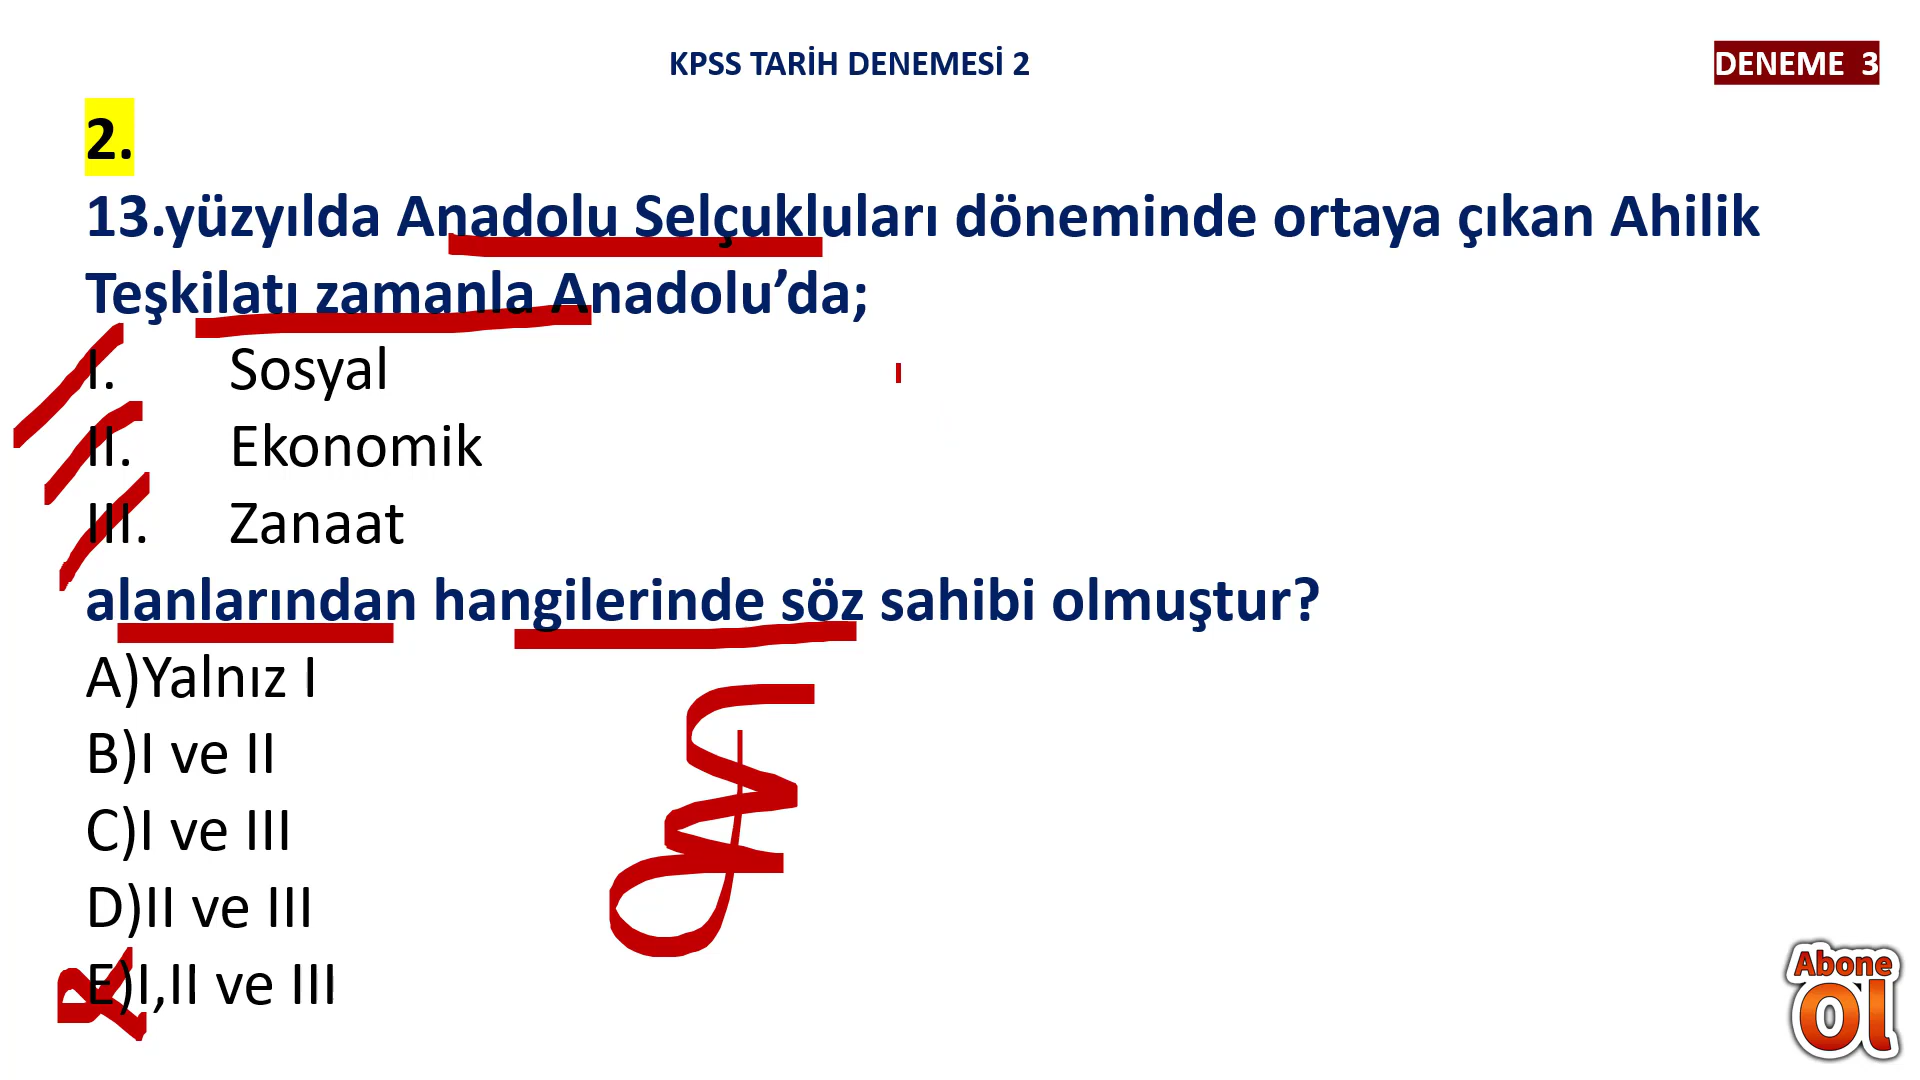 KPSS TARİH DENEMESİ 2
DENEME 3
2.
13.yüzyılda Anadolu Selçukluları döneminde ortaya çıkan Ahilik
Teşkilatı zamanla Anadolu’da;
I. Sosyal
II. Ekonomik
III. Zanaat
alanlarından hangilerinde söz sahibi olmuştur?
A)Yalnız I
B)I ve II
C)I ve III
D)II ve III
E)I,II ve III
Abone
ol